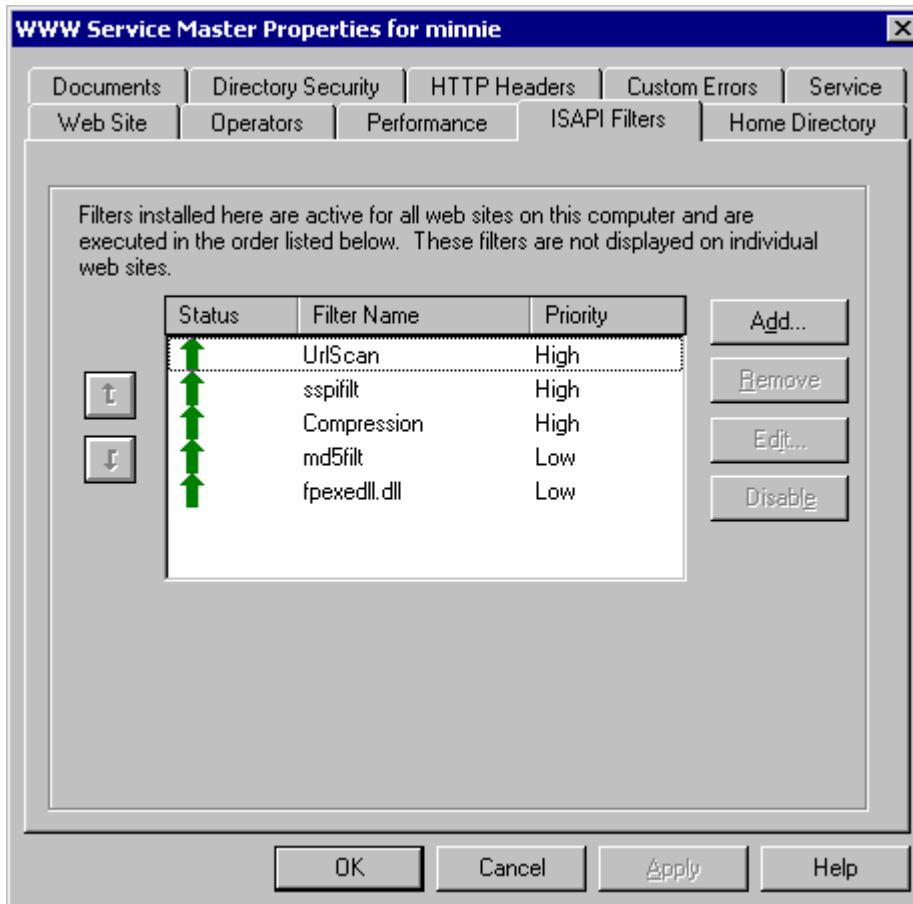 WWW Service Master Properties for minnie
Documents Directory Security HTTP Headers Custom Errors Service
Web Site Operators Performance ISAPI Filters Home Directory
Filters installed here are active for all web sites on this computer and are
executed in the order listed below. These filters are not displayed on individual
web sites.
Status Filter Name Priority
UrlScan High
sspifilt High
Compression High
md5filt Low
fpexedll.dll Low
Add...
Remove
Edit...
Disable
OK Cancel Apply Help